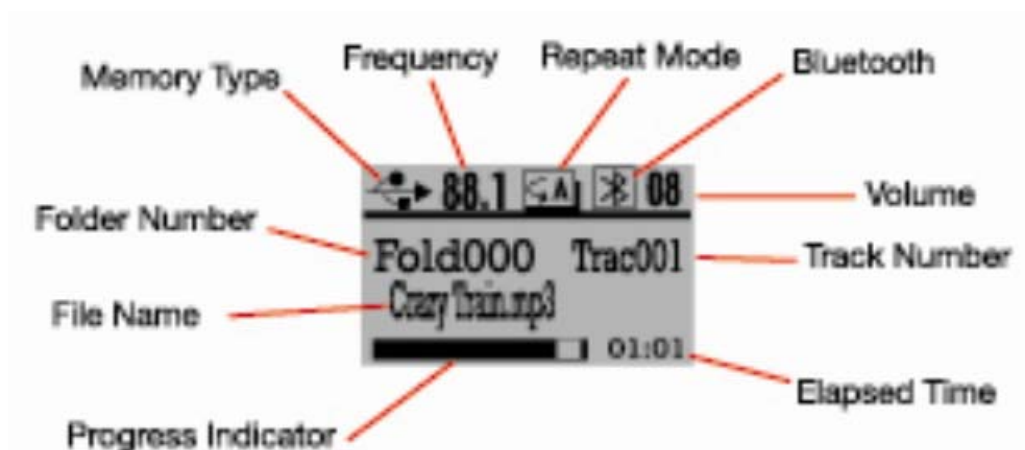 Memory Type
Frequency
Repeat Mode
Bluetooth
88.1
A
08
Volume
Folder Number
Fold000
Trac001
Track Number
File Name
Crazy Train.mp3
01:01
Elapsed Time
Progress Indicator